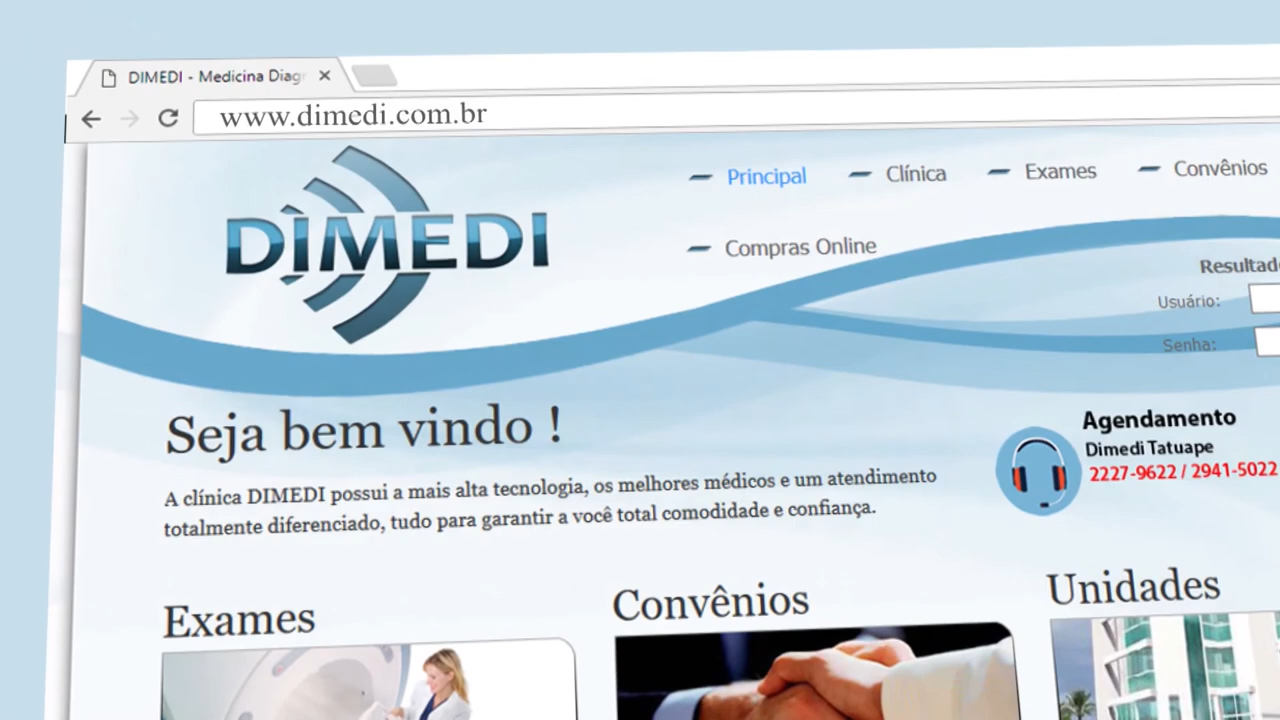 DIMEDI - Medicina Diag
www.dimedi.com.br
DIMEDI
Principal
Clínica
Exames
Convênios
Compras Online
Usuário:
Senha:
Seja bem vindo !
A clínica DIMEDI possui a mais alta tecnologia, os melhores médicos e um atendimento
totalmente diferenciado, tudo para garantir a você total comodidade e confiança.
Agendamento
Dimedi Tatuape
2227-9622 / 2941-5022
Exames
Convênios
Unidades